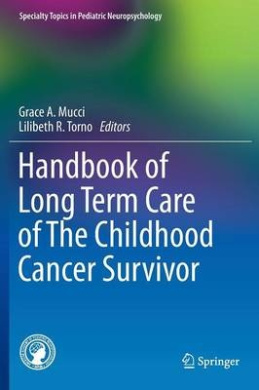 Specialty Topics in Pediatric Neuropsychology
Grace A. Mucci
Lilibeth R. Torno Editors
Handbook of
Long Term Care
of The Childhood
Cancer Survivor
Springer